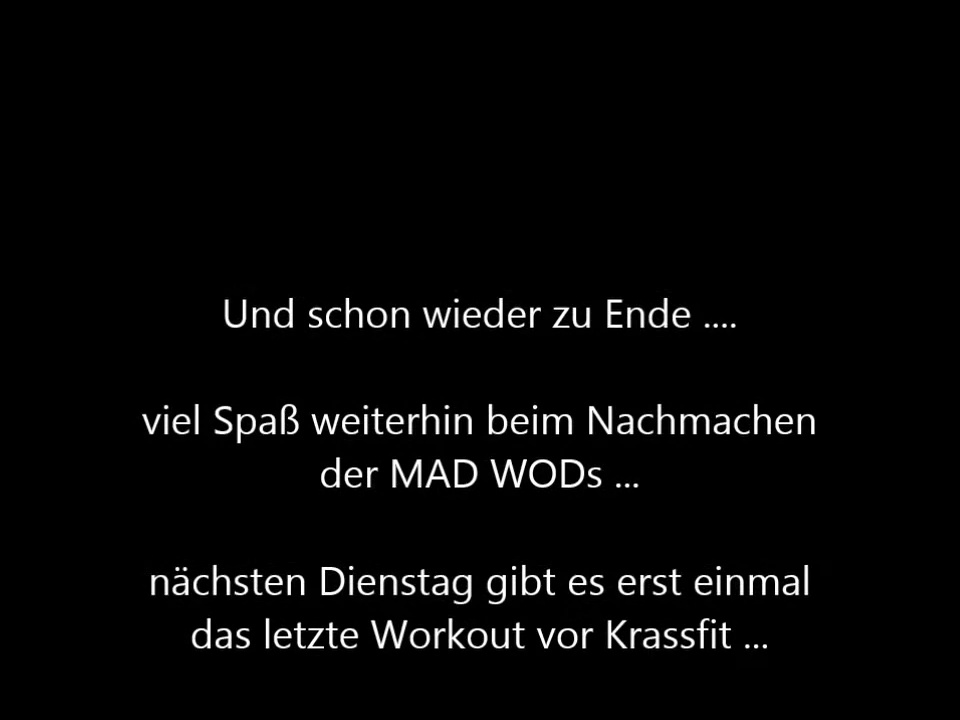 Und schon wieder zu Ende ....
viel Spaß weiterhin beim Nachmachen
der MAD WODs ...
nächsten Dienstag gibt es erst einmal
das letzte Workout vor Krassfit ...